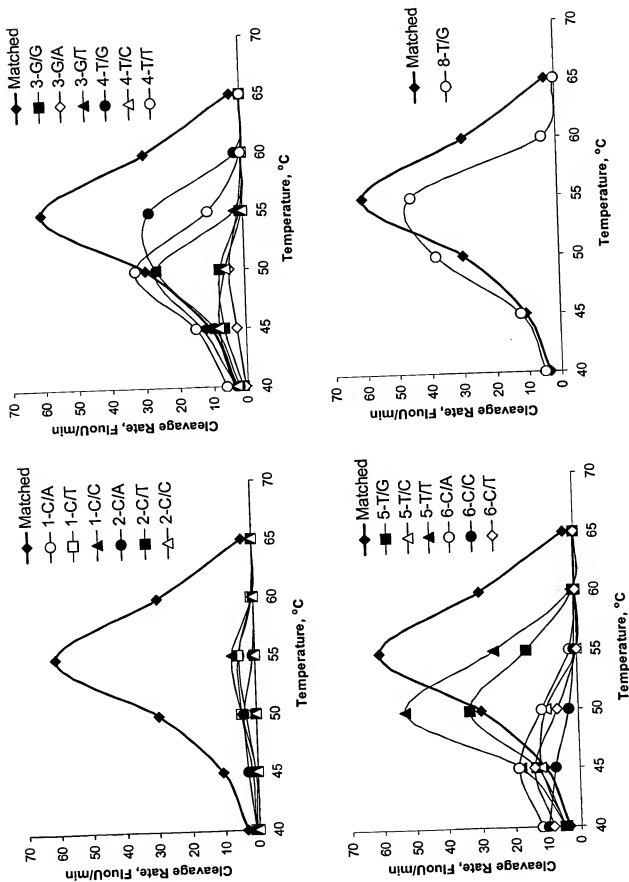 Cleavage Rate, FluoU/min
70
60
50
40
30
20
10
0
40
45
50
55
60
65
70
Temperature, °C
Matched
1-C/A
1-C/T
1-C/C
2-C/A
2-C/T
2-C/C
Cleavage Rate, FluoU/min
70
60
50
40
30
20
10
0
40
45
50
55
60
65
70
Temperature, °C
Matched
3-G/G
3-G/A
3-G/T
4-T/G
4-T/C
4-T/T
Cleavage Rate, FluoU/min
70
60
50
40
30
20
10
0
40
45
50
55
60
65
70
Temperature, °C
Matched
5-T/G
5-T/C
5-T/T
6-C/A
6-C/C
6-C/T
Cleavage Rate, FluoU/min
70
60
50
40
30
20
10
0
40
45
50
55
60
65
70
Temperature, °C
Matched
8-T/G